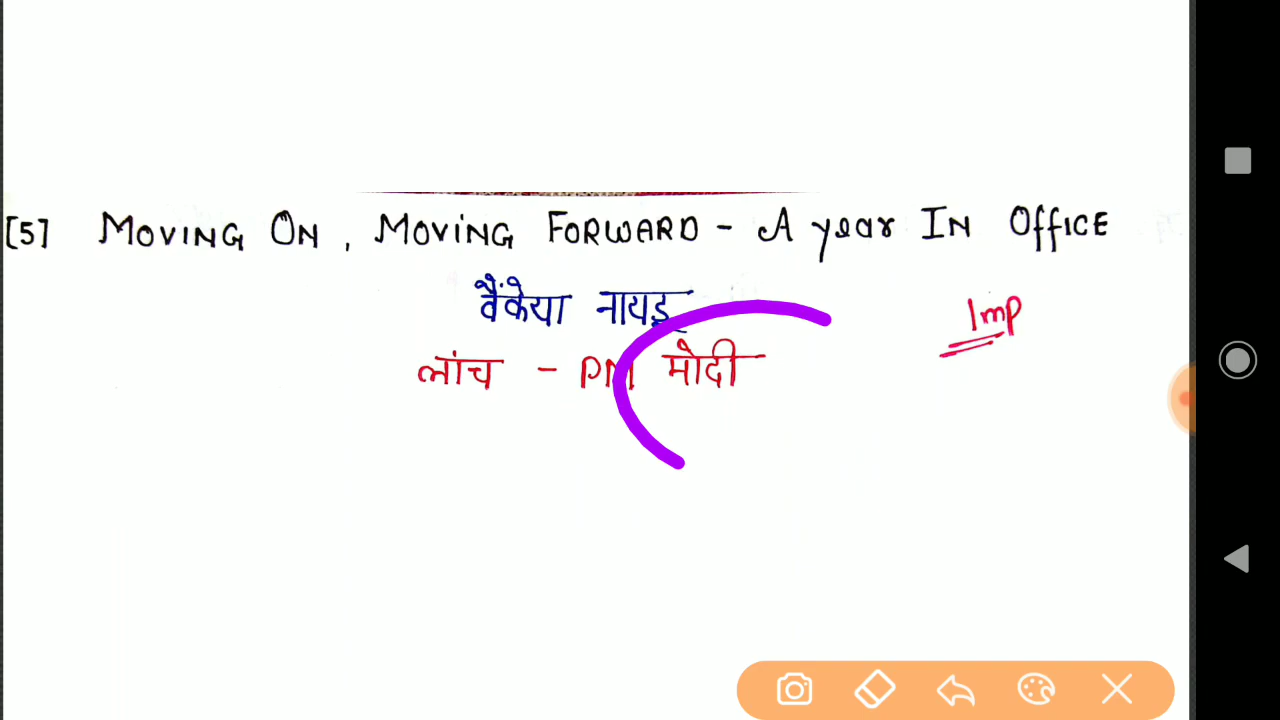 [5] MOVING ON, MOVING FORWARD - A year IN OffICE
वैंकेया नायडू
Imp
लांच - PM मोदी